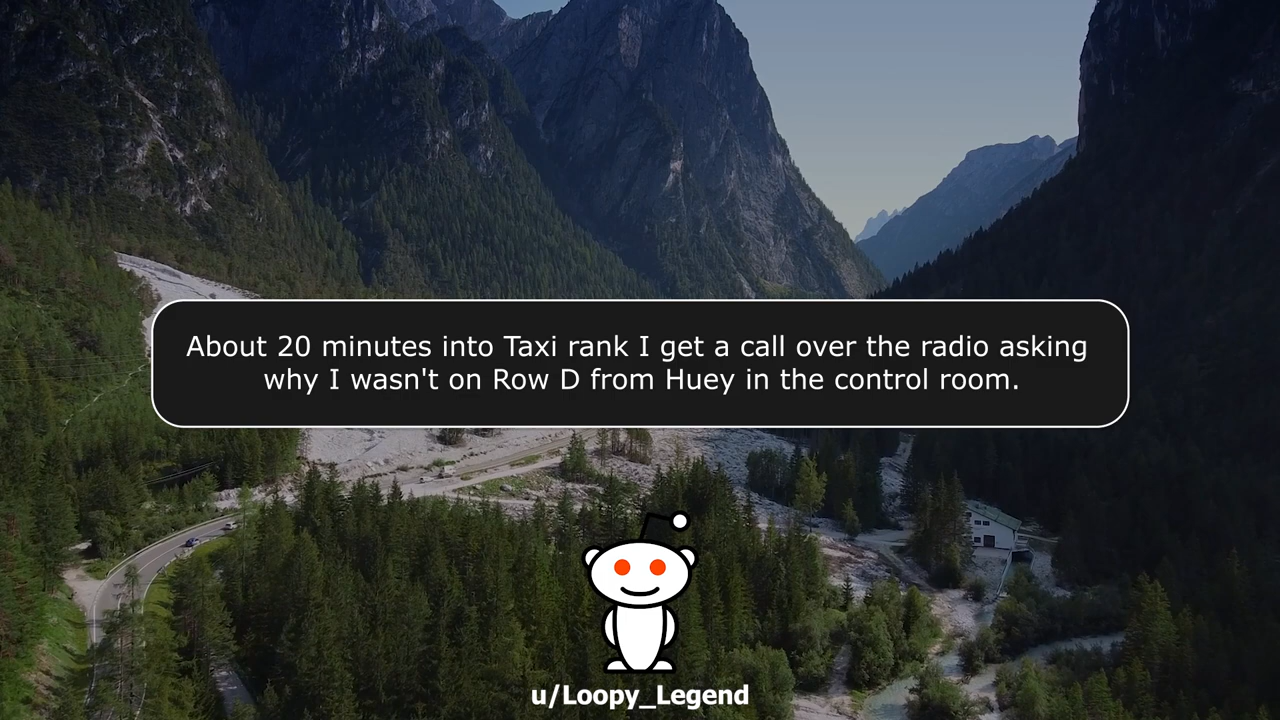 About 20 minutes into Taxi rank I get a call over the radio asking
why I wasn't on Row D from Huey in the control room.
u/Loopy_Legend